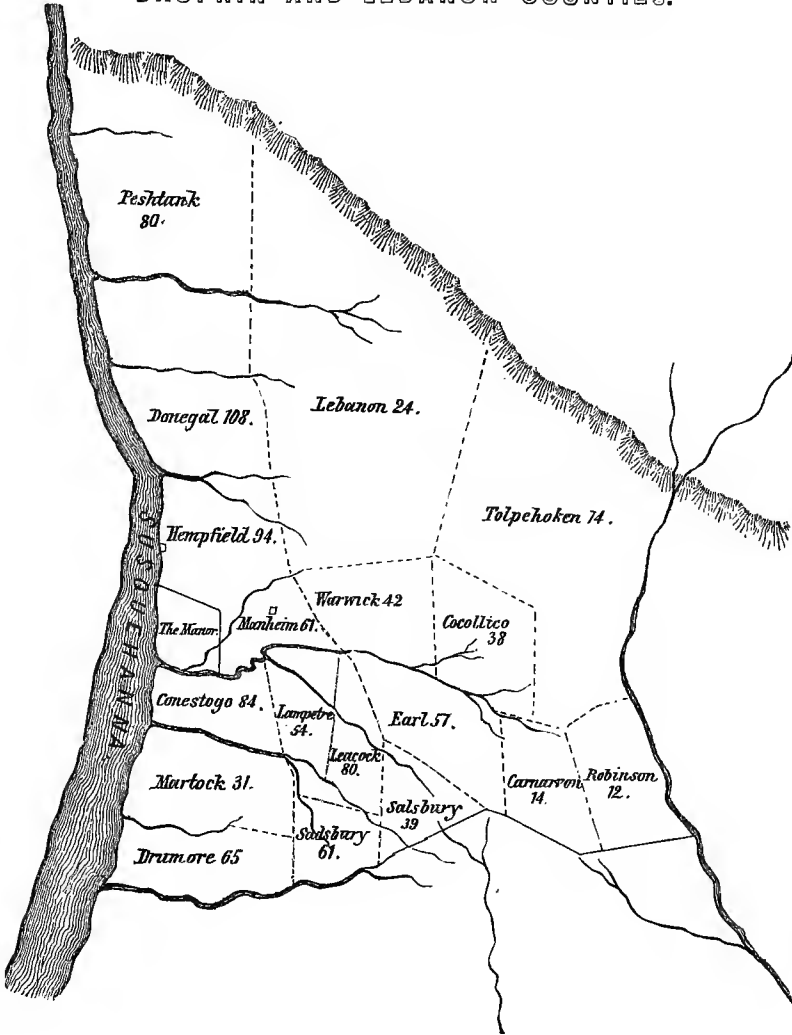 DAUPHIN AND LEBANON COUNTIES.
Peshtank
80.
Donegal 108.
Lebanon 24.
Tolpehoken 74.
Hempfield 94.
SUSQUEHANNA.
The Manor.
Manheim 61.
Warwick 42
Cocollico
38
Conestogo 84.
Lampetre
54.
Leacock
80.
Earl 57.
Carnarvon
14.
Robinson
12.
Martock 31.
Salsbury
39
Sadsbury
61.
Drumore 65